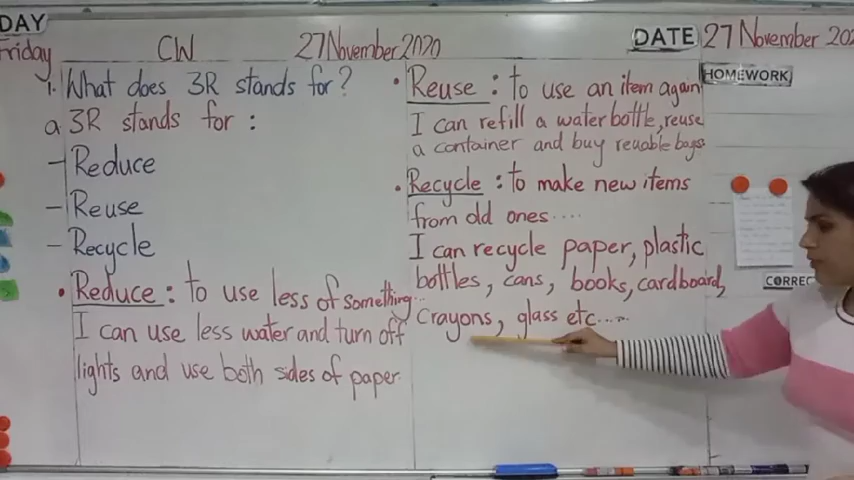 DAY
Friday
CW
27 November 2020
DATE 27 November 202
1. What does 3R stands for?
a 3R stands for :
- Reduce
- Reuse
- Recycle
• Reduce : to use less of something...
I can use less water and turn off
lights and use both sides of paper.
• Reuse : to use an item again
I can refill a water bottle, reuse
a container and buy reuable bags
• Recycle : to make new items
from old ones....
I can recycle paper, plastic
bottles, cans, books, cardboard,
crayons, glass etc.....
HOMEWORK
CORREC